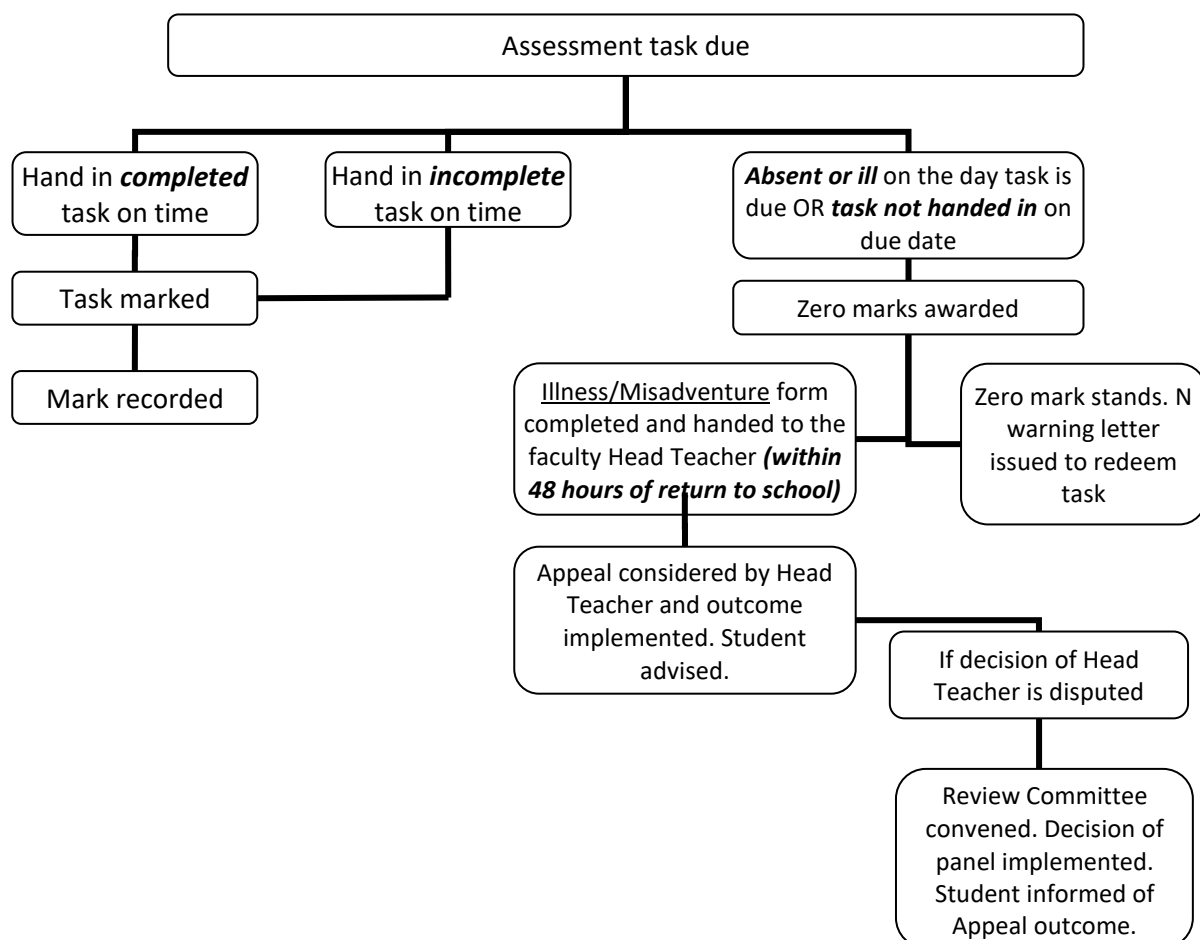 Assessment task due
Hand in completed
task on time
Hand in incomplete
task on time
Absent or ill on the day task is
due OR task not handed in on
due date
Task marked
Zero marks awarded
Mark recorded
Illness/Misadventure form
completed and handed to the
faculty Head Teacher (within
48 hours of return to school)
Zero mark stands. N
warning letter
issued to redeem
task
Appeal considered by Head
Teacher and outcome
implemented. Student
advised.
If decision of Head
Teacher is disputed
Review Committee
convened. Decision of
panel implemented.
Student informed of
Appeal outcome.